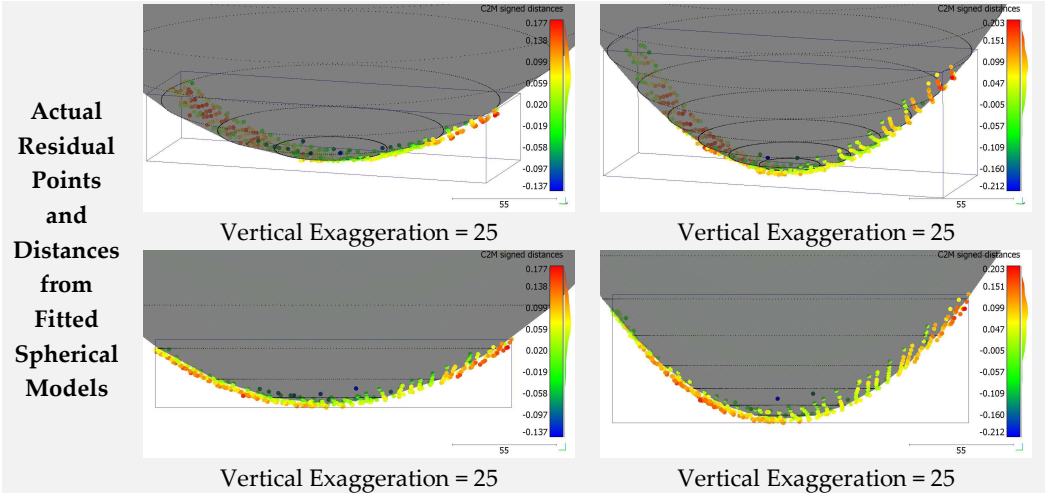 Actual
Residual
Points
and
Distances
from
Fitted
Spherical
Models
C2M signed distances
0.177
0.138
0.099
0.059
0.020
-0.019
-0.058
-0.097
-0.137
55
Vertical Exaggeration = 25
C2M signed distances
0.203
0.151
0.099
0.047
-0.005
-0.057
-0.109
-0.160
-0.212
55
Vertical Exaggeration = 25
C2M signed distances
0.177
0.138
0.099
0.059
0.020
-0.019
-0.058
-0.097
-0.137
55
Vertical Exaggeration = 25
C2M signed distances
0.203
0.151
0.099
0.047
-0.005
-0.057
-0.109
-0.160
-0.212
55
Vertical Exaggeration = 25